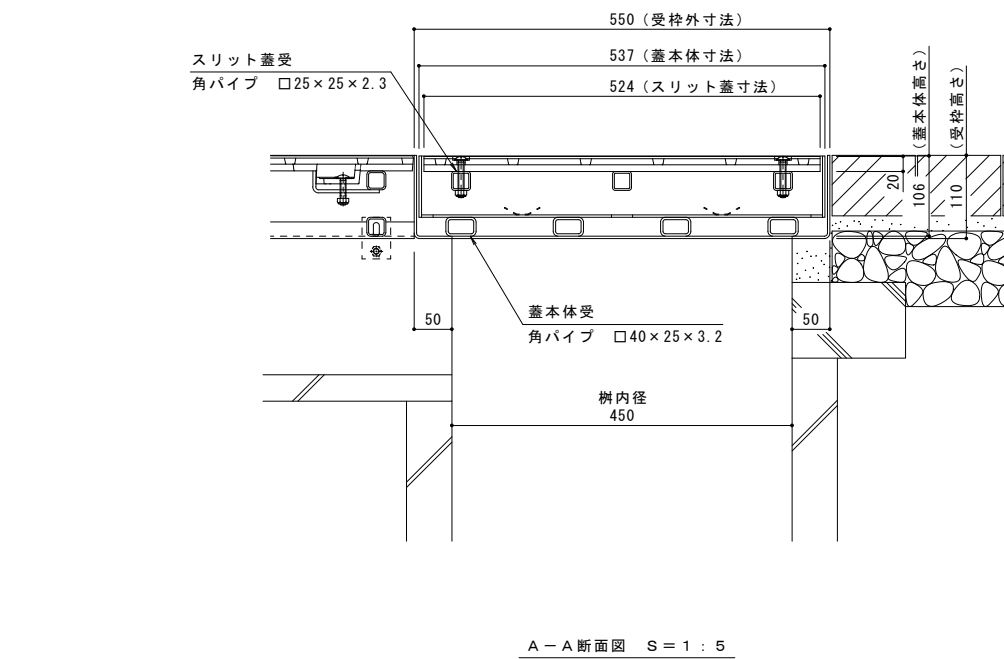 550（受枠外寸法）
537（蓋本体寸法）
524（スリット蓋寸法）
スリット蓋受
角パイプ　□25×25×2.3
20
106（蓋本体高さ）
110（受枠高さ）
50
50
蓋本体受
角パイプ　□40×25×3.2
桝内径
450
Ａ－Ａ断面図　Ｓ＝１：５